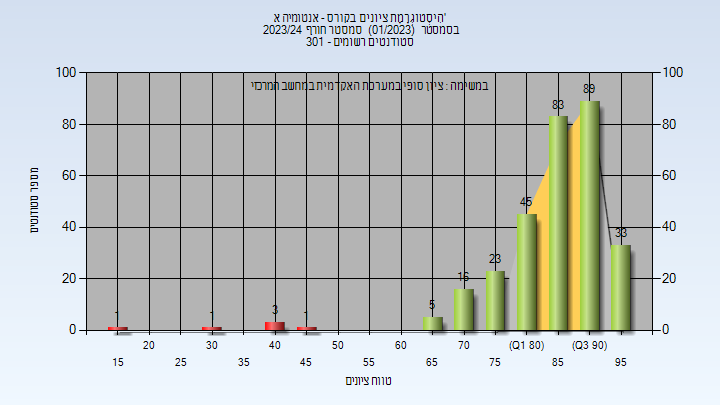 היסטוגרמת ציונים בקורס - אנטומיה א'
בסמסטר (01/2023) סמסטר חורף 2023/24
סטודנטים רשומים - 301
במשימה : ציון סופי במערכת האקדמית במחשב המרכזי
100 100
80 80
60 60
40 40
20 20
0 0
מספר סטודנטים
1 1 3 1 5 16 23 45 83 89 33
20 30 40 50 60 70 (Q1 80) (Q3 90)
15 25 35 45 55 65 75 85 95
טווח ציונים